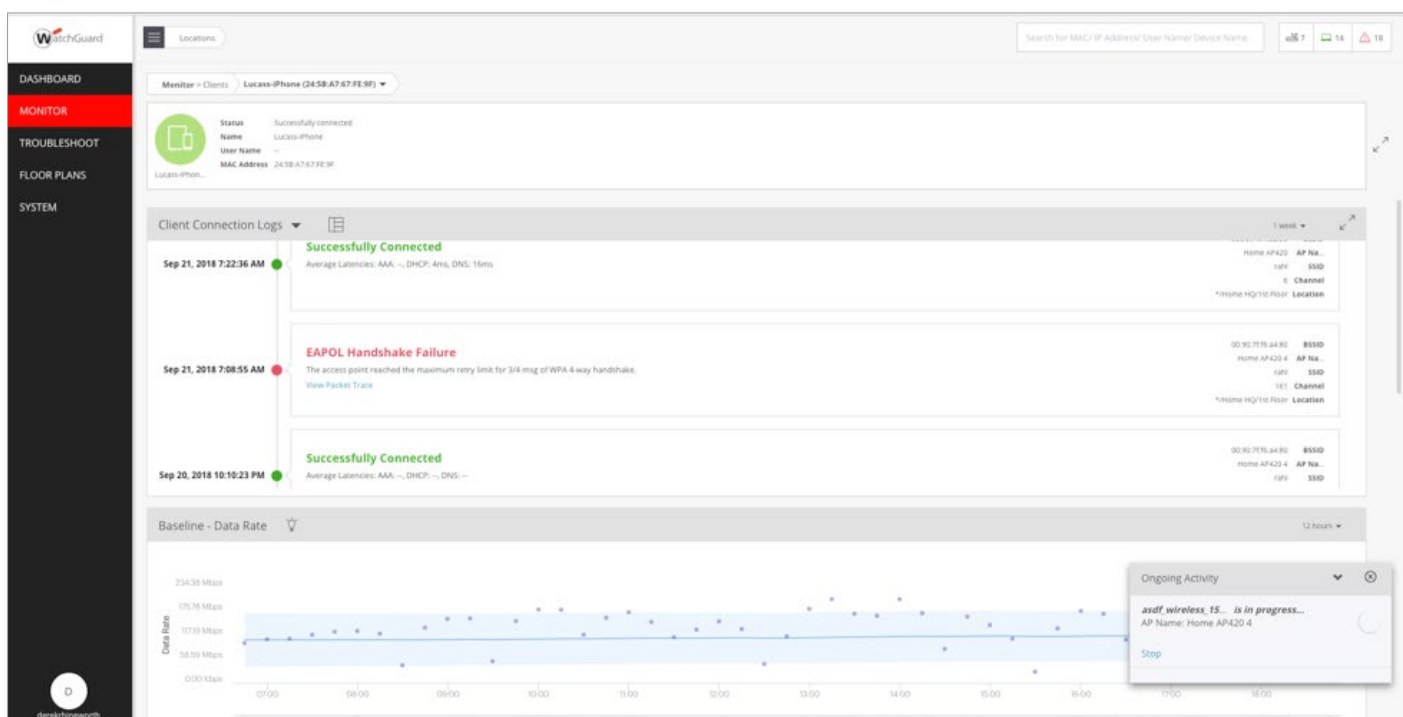 WatchGuard
Locations
Search for MAC/ IP Address/ User Name/ Device Name.
7
14
18
DASHBOARD
MONITOR
TROUBLESHOOT
FLOOR PLANS
SYSTEM
Monitor > Clients
Lucass-iPhone (24:5B:A7:67:FE:9F)
Status Successfully connected
Name Lucass-iPhone
User Name --
MAC Address 24:5B:A7:67:FE:9F
Lucass-iPhon...
Client Connection Logs
1 week
Sep 21, 2018 7:22:36 AM
Successfully Connected
Average Latencies: AAA: --, DHCP: 4ms, DNS: 16ms
Home AP420 AP Na...
rahl SSID
6 Channel
*/Home HQ/1st Floor Location
Sep 21, 2018 7:08:55 AM
EAPOL Handshake Failure
The access point reached the maximum retry limit for 3/4 msg of WPA 4-way handshake.
View Packet Trace
00:90:7f:f6:a4:80 BSSID
Home AP420 4 AP Na...
rahl SSID
161 Channel
*/Home HQ/1st Floor Location
Sep 20, 2018 10:10:23 PM
Successfully Connected
Average Latencies: AAA: --, DHCP: --, DNS: --
00:90:7f:f6:a4:80 BSSID
Home AP420 4 AP Na...
rahl SSID
Baseline - Data Rate
12 hours
Data Rate
234.38 Mbps
175.78 Mbps
117.19 Mbps
58.59 Mbps
0.00 Kbps
07:00 08:00 09:00 10:00 11:00 12:00 13:00 14:00 15:00 16:00 17:00 18:00
Ongoing Activity
asdf_wireless_15... is in progress...
AP Name: Home AP420 4
Stop
D